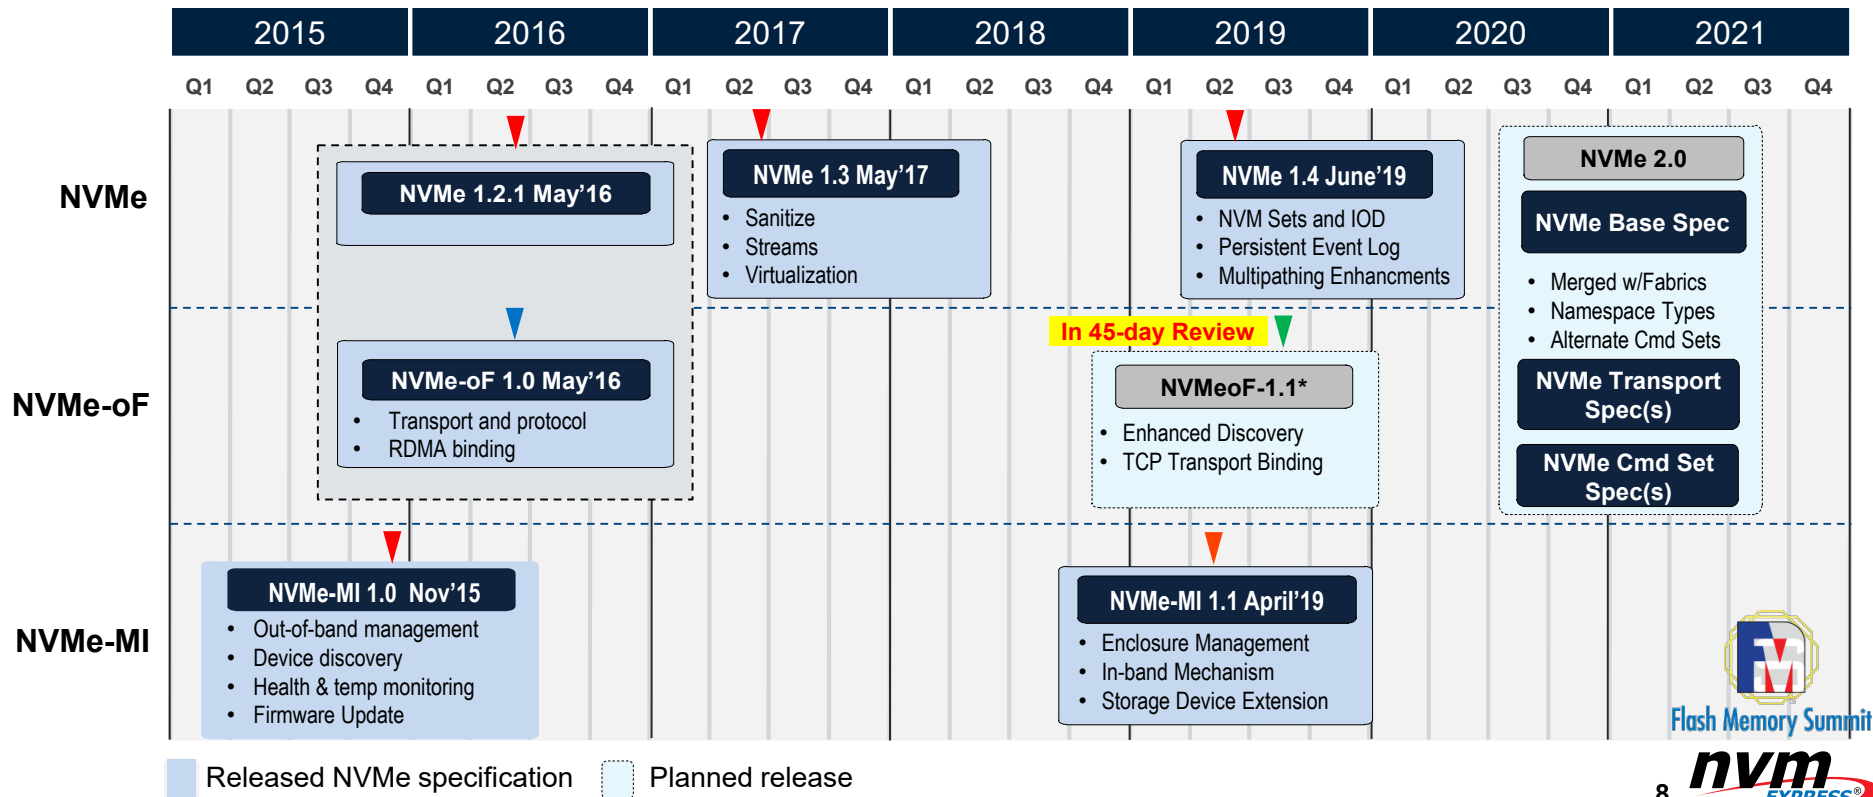 2015 2016 2017 2018 2019 2020 2021
Q1 Q2 Q3 Q4 Q1 Q2 Q3 Q4 Q1 Q2 Q3 Q4 Q1 Q2 Q3 Q4 Q1 Q2 Q3 Q4 Q1 Q2 Q3 Q4 Q1 Q2 Q3 Q4
NVMe
NVMe 1.2.1 May’16
NVMe 1.3 May’17
• Sanitize
• Streams
• Virtualization
NVMe 1.4 June’19
• NVM Sets and IOD
• Persistent Event Log
• Multipathing Enhancments
NVMe 2.0
NVMe Base Spec
• Merged w/Fabrics
• Namespace Types
• Alternate Cmd Sets
NVMe Transport
Spec(s)
NVMe Cmd Set
Spec(s)
NVMe-oF
NVMe-oF 1.0 May’16
• Transport and protocol
• RDMA binding
In 45-day Review
NVMeoF-1.1*
• Enhanced Discovery
• TCP Transport Binding
NVMe-MI
NVMe-MI 1.0 Nov’15
• Out-of-band management
• Device discovery
• Health & temp monitoring
• Firmware Update
NVMe-MI 1.1 April’19
• Enclosure Management
• In-band Mechanism
• Storage Device Extension
Flash Memory Summit
Released NVMe specification
Planned release
8
nvm
EXPRESS®